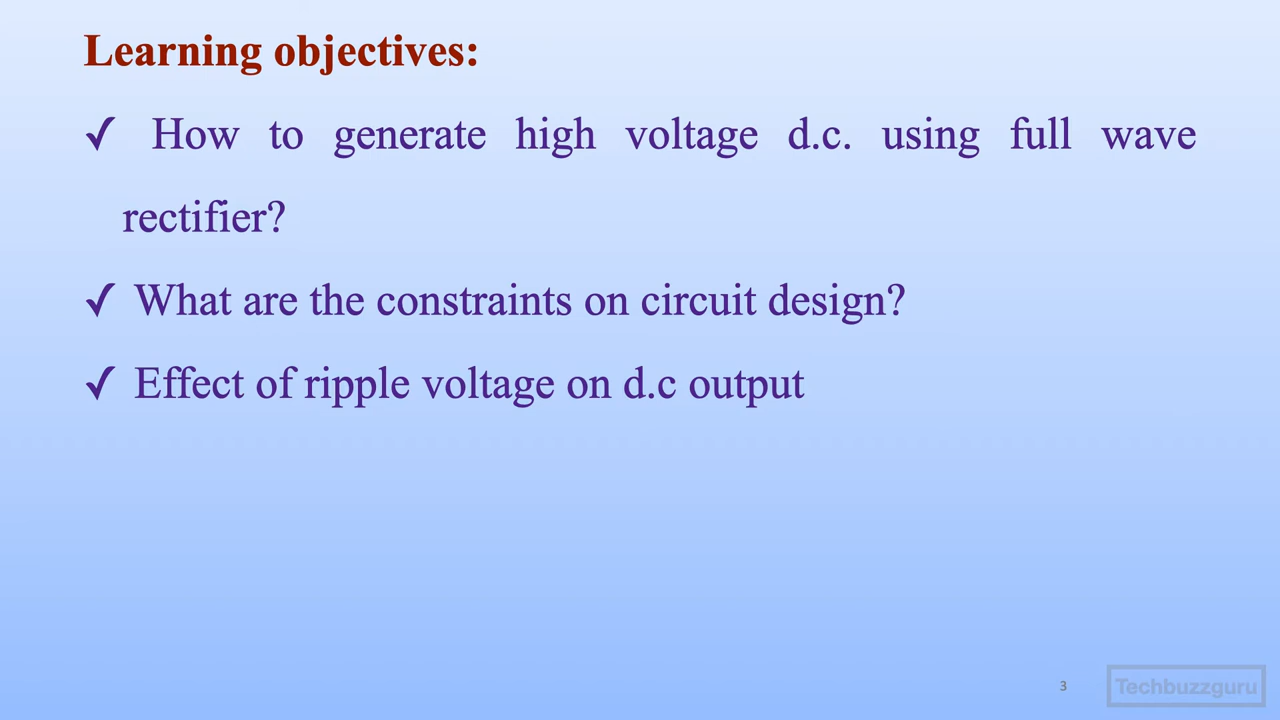 Learning objectives:
✓ How to generate high voltage d.c. using full wave
rectifier?
✓ What are the constraints on circuit design?
✓ Effect of ripple voltage on d.c output
3
Techbuzzguru